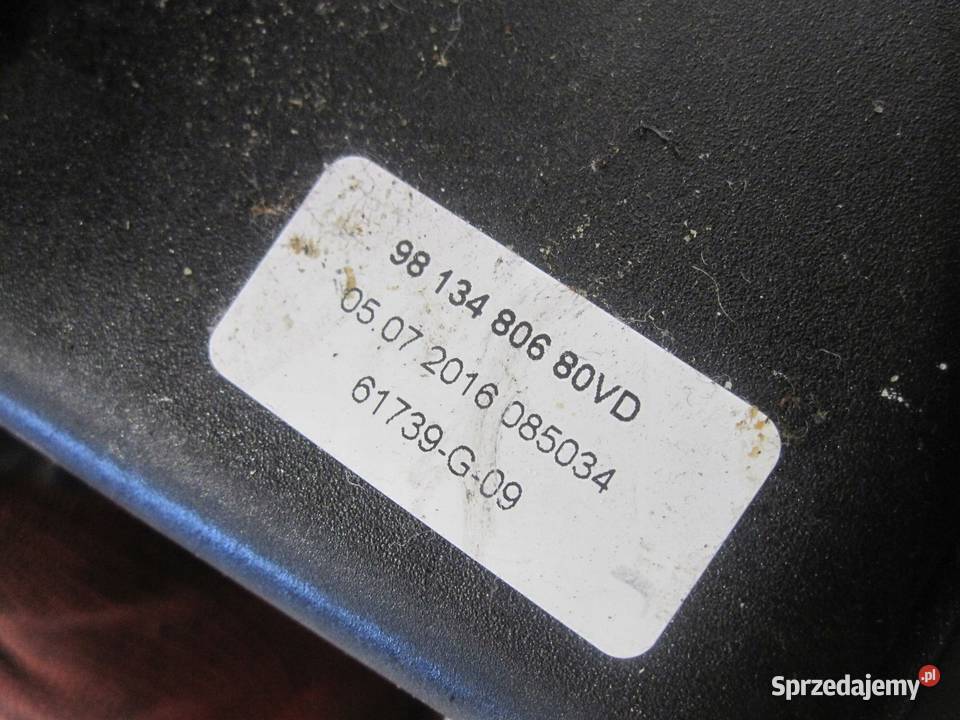 98 134 806 80VD
05.07 2016 085034
61739-G-09
Sprzedajemy.pl